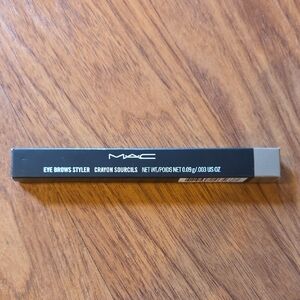 MAC
EYE BROWS STYLER CRAYON SOURCILS NET WT/POIDS NET 0.09 g/.003 US OZ